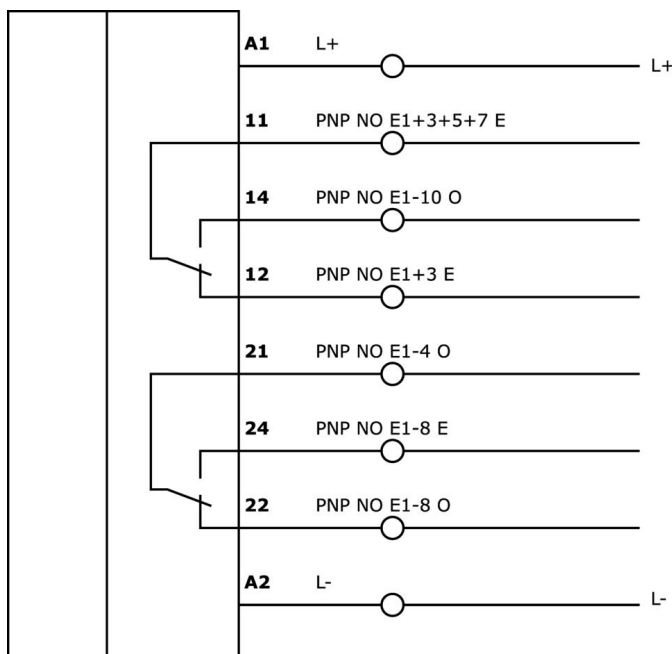 A1 L+
L+
11 PNP NO E1+3+5+7 E
14 PNP NO E1-10 O
12 PNP NO E1+3 E
21 PNP NO E1-4 O
24 PNP NO E1-8 E
22 PNP NO E1-8 O
A2 L-
L-